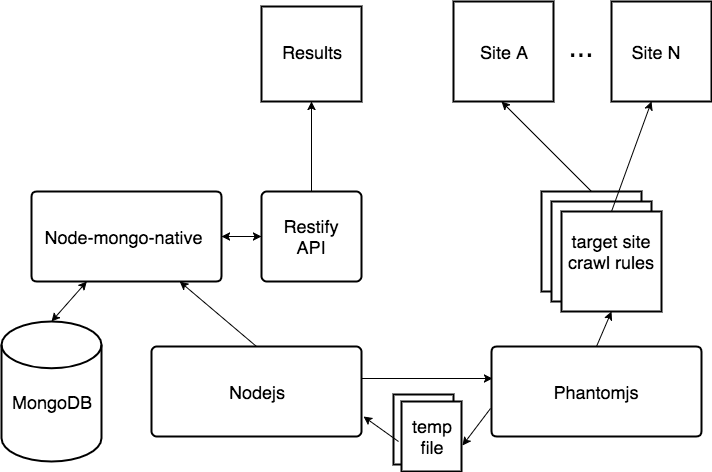 Results
Site A
...
Site N
Node-mongo-native
Restify
API
target site
crawl rules
MongoDB
Nodejs
temp
file
Phantomjs